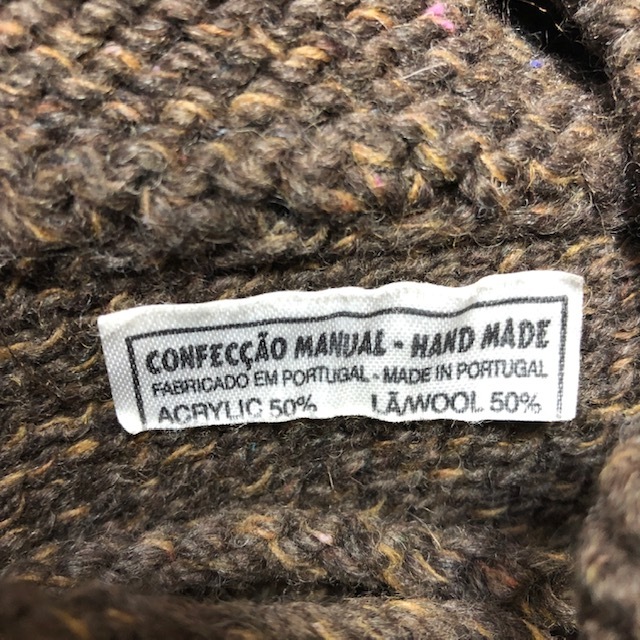 CONFECÇÃO MANUAL - HAND MADE
FABRICADO EM PORTUGAL - MADE IN PORTUGAL
ACRYLIC 50% LÃ/WOOL 50%